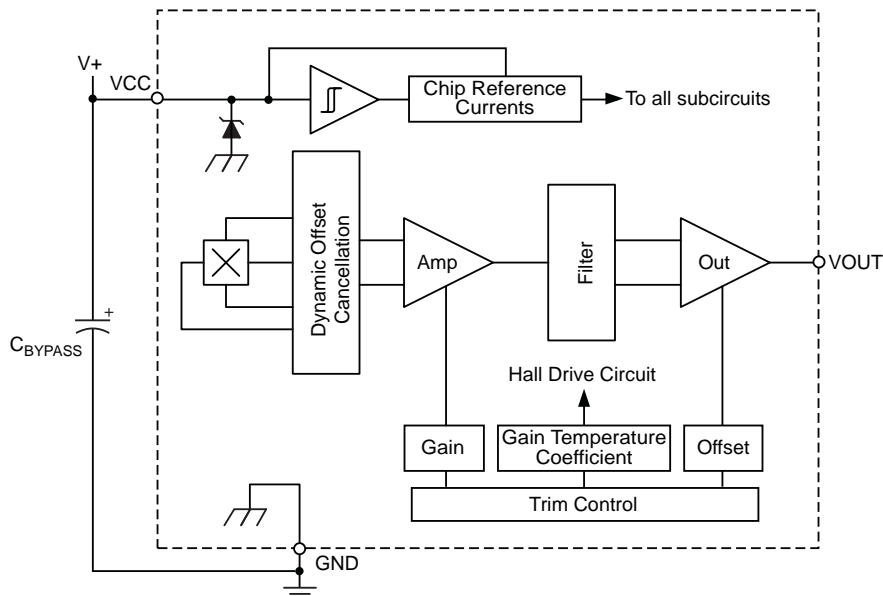 V+
VCC
Chip Reference
Currents
To all subcircuits
Dynamic Offset
Cancellation
Amp
Filter
Out
VOUT
+
CBYPASS
Hall Drive Circuit
Gain
Gain Temperature
Coefficient
Offset
Trim Control
GND